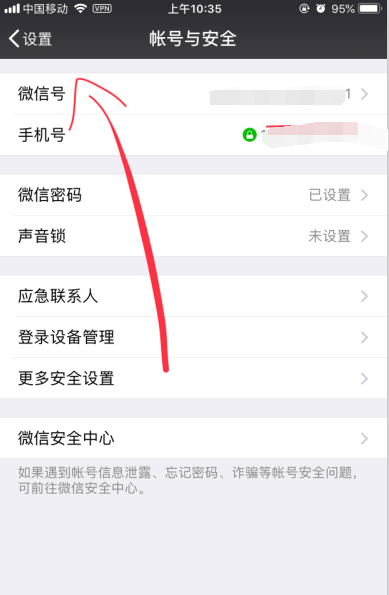 中国移动 VPN 上午10:35 95%
设置 帐号与安全
微信号 1
手机号
微信密码 已设置
声音锁 未设置
应急联系人
登录设备管理
更多安全设置
微信安全中心
如果遇到帐号信息泄露、忘记密码、诈骗等帐号安全问题，
可前往微信安全中心。